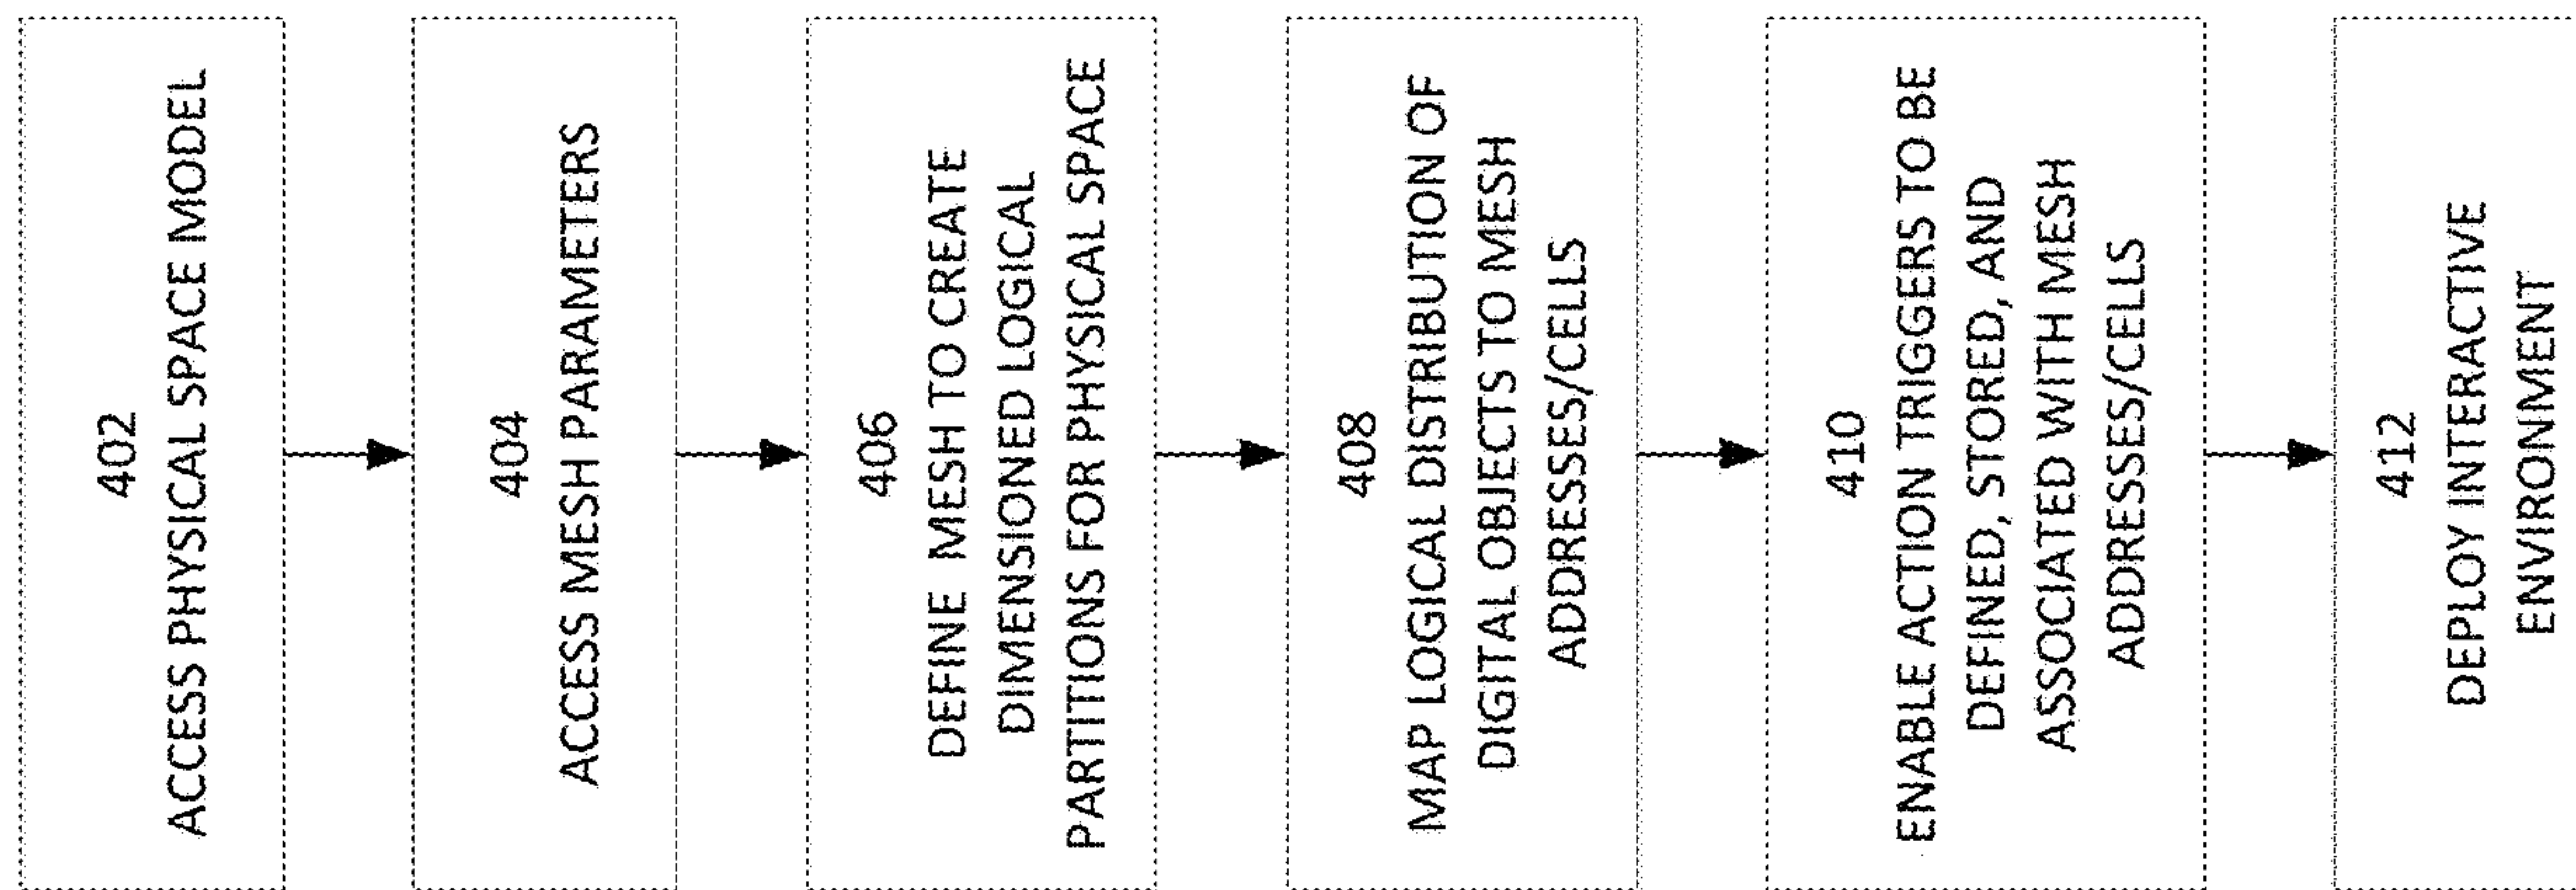 402
ACCESS PHYSICAL SPACE MODEL
404
ACCESS MESH PARAMETERS
406
DEFINE MESH TO CREATE
DIMENSIONED LOGICAL
PARTITIONS FOR PHYSICAL SPACE
408
MAP LOGICAL DISTRIBUTION OF
DIGITAL OBJECTS TO MESH
ADDRESSES/CELLS
410
ENABLE ACTION TRIGGERS TO BE
DEFINED, STORED, AND
ASSOCIATED WITH MESH
ADDRESSES/CELLS
412
DEPLOY INTERACTIVE
ENVIRONMENT